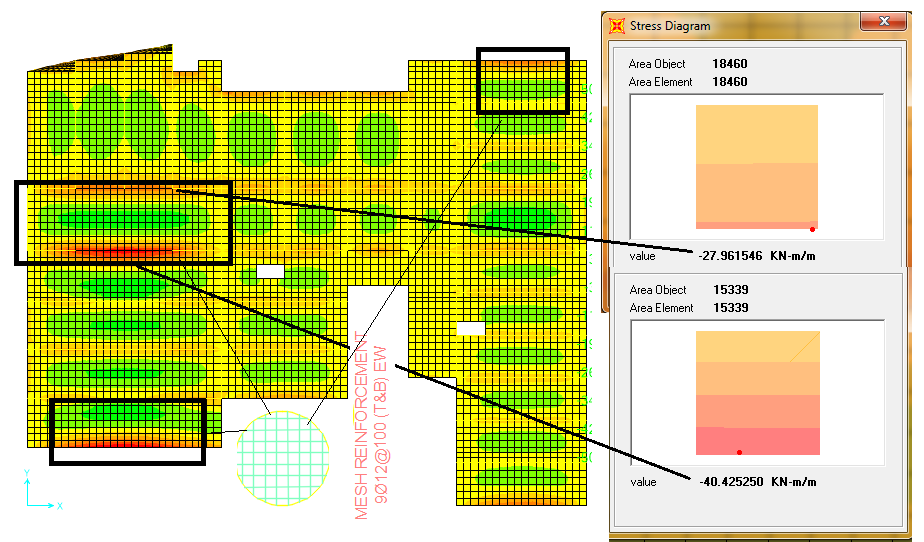 Stress Diagram
Area Object 18460
Area Element 18460
value -27.961546 KN-m/m
Area Object 15339
Area Element 15339
value -40.425250 KN-m/m
MESH REINFORCEMENT
9Ø12@100 (T&B) EW
Y
X